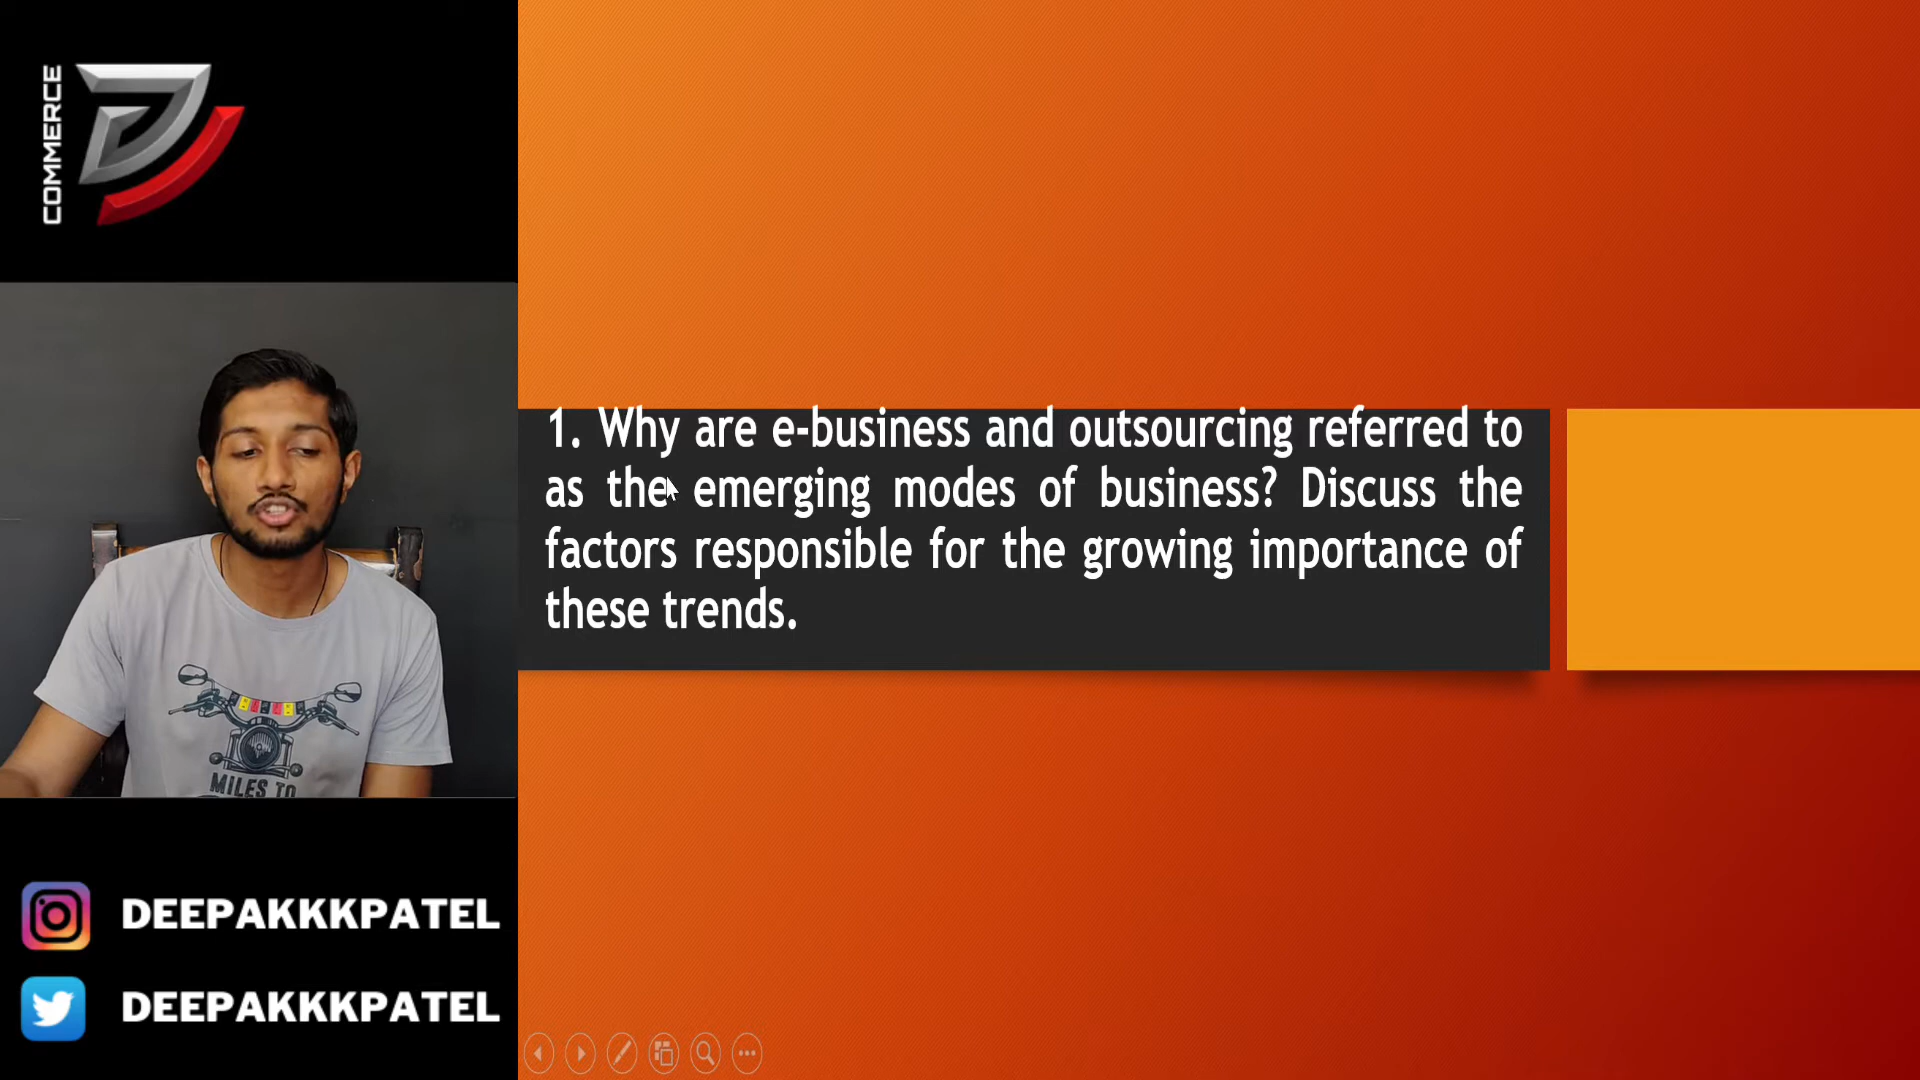 COMMERCE
1. Why are e-business and outsourcing referred to
as the emerging modes of business? Discuss the
factors responsible for the growing importance of
these trends.
MILES TO
DEEPAKKKPATEL
DEEPAKKKPATEL